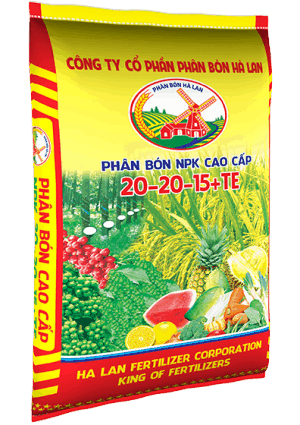 CÔNG TY CỔ PHẦN PHÂN BÓN HÀ LAN
PHÂN BÓN HÀ LAN
PHÂN BÓN NPK CAO CẤP
20-20-15+TE
HA LAN FERTILIZER CORPORATION
KING OF FERTILIZERS
PHÂN BÓN CAO CẤP